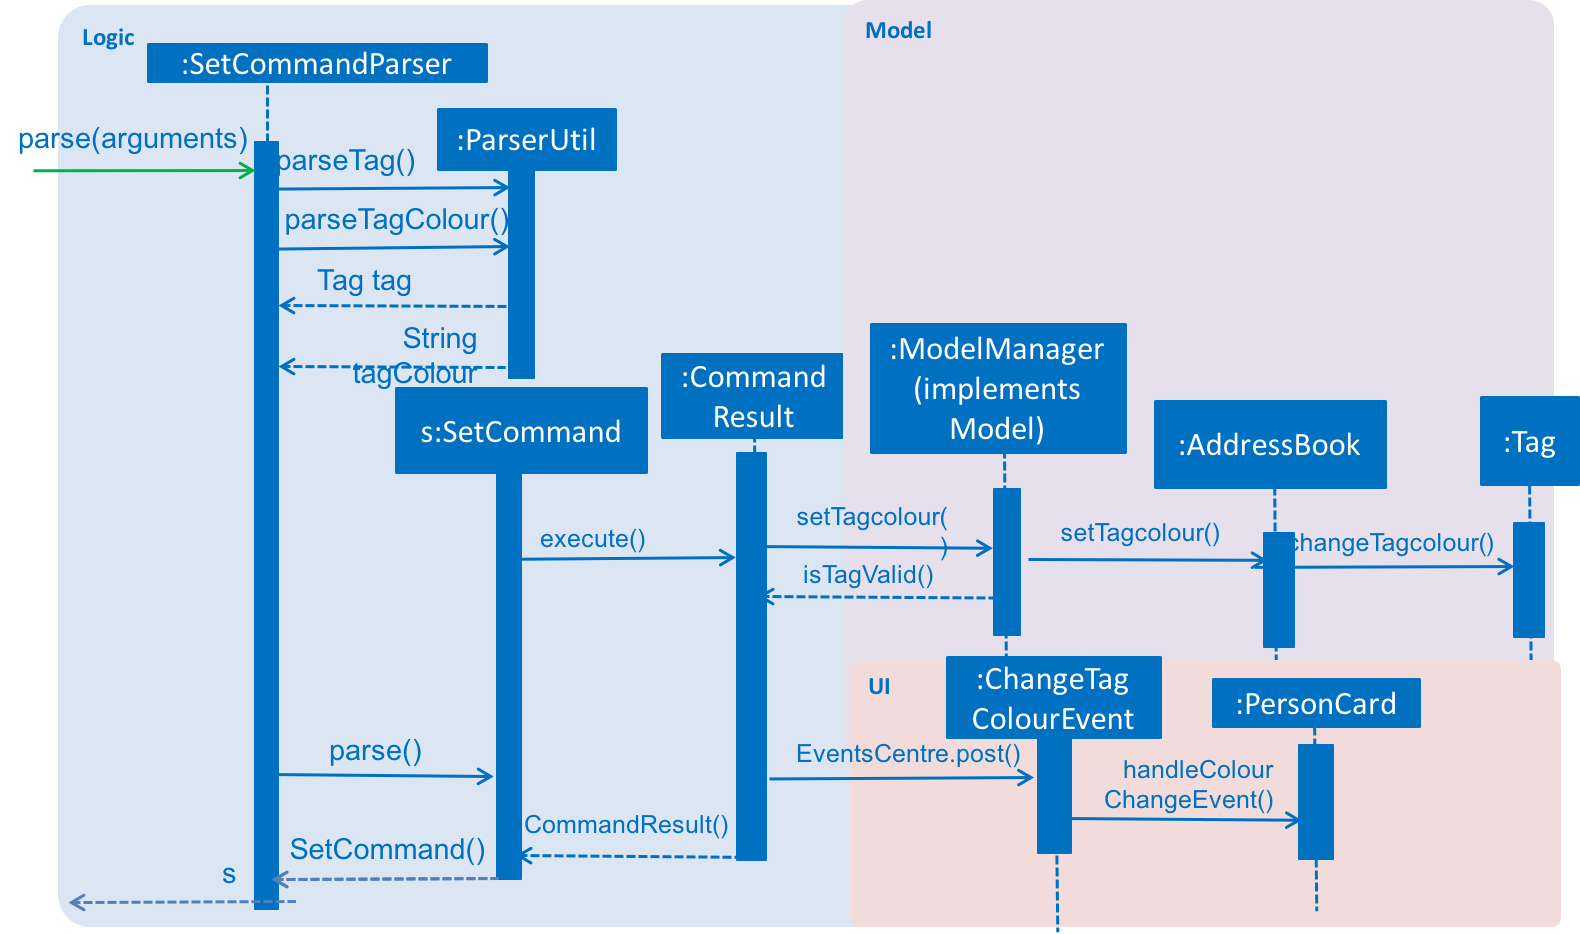 Logic
Model
:SetCommandParser
:ParserUtil
parse(arguments)
parseTag()
parseTagColour()
Tag tag
String
tagColour
:ModelManager
(implements
Model)
:Command
Result
s:SetCommand
:AddressBook
:Tag
setTagcolour(
)
execute()
setTagcolour()
changeTagcolour()
isTagValid()
UI
:ChangeTag
ColourEvent
:PersonCard
parse()
EventsCentre.post()
handleColour
ChangeEvent()
CommandResult()
SetCommand()
s